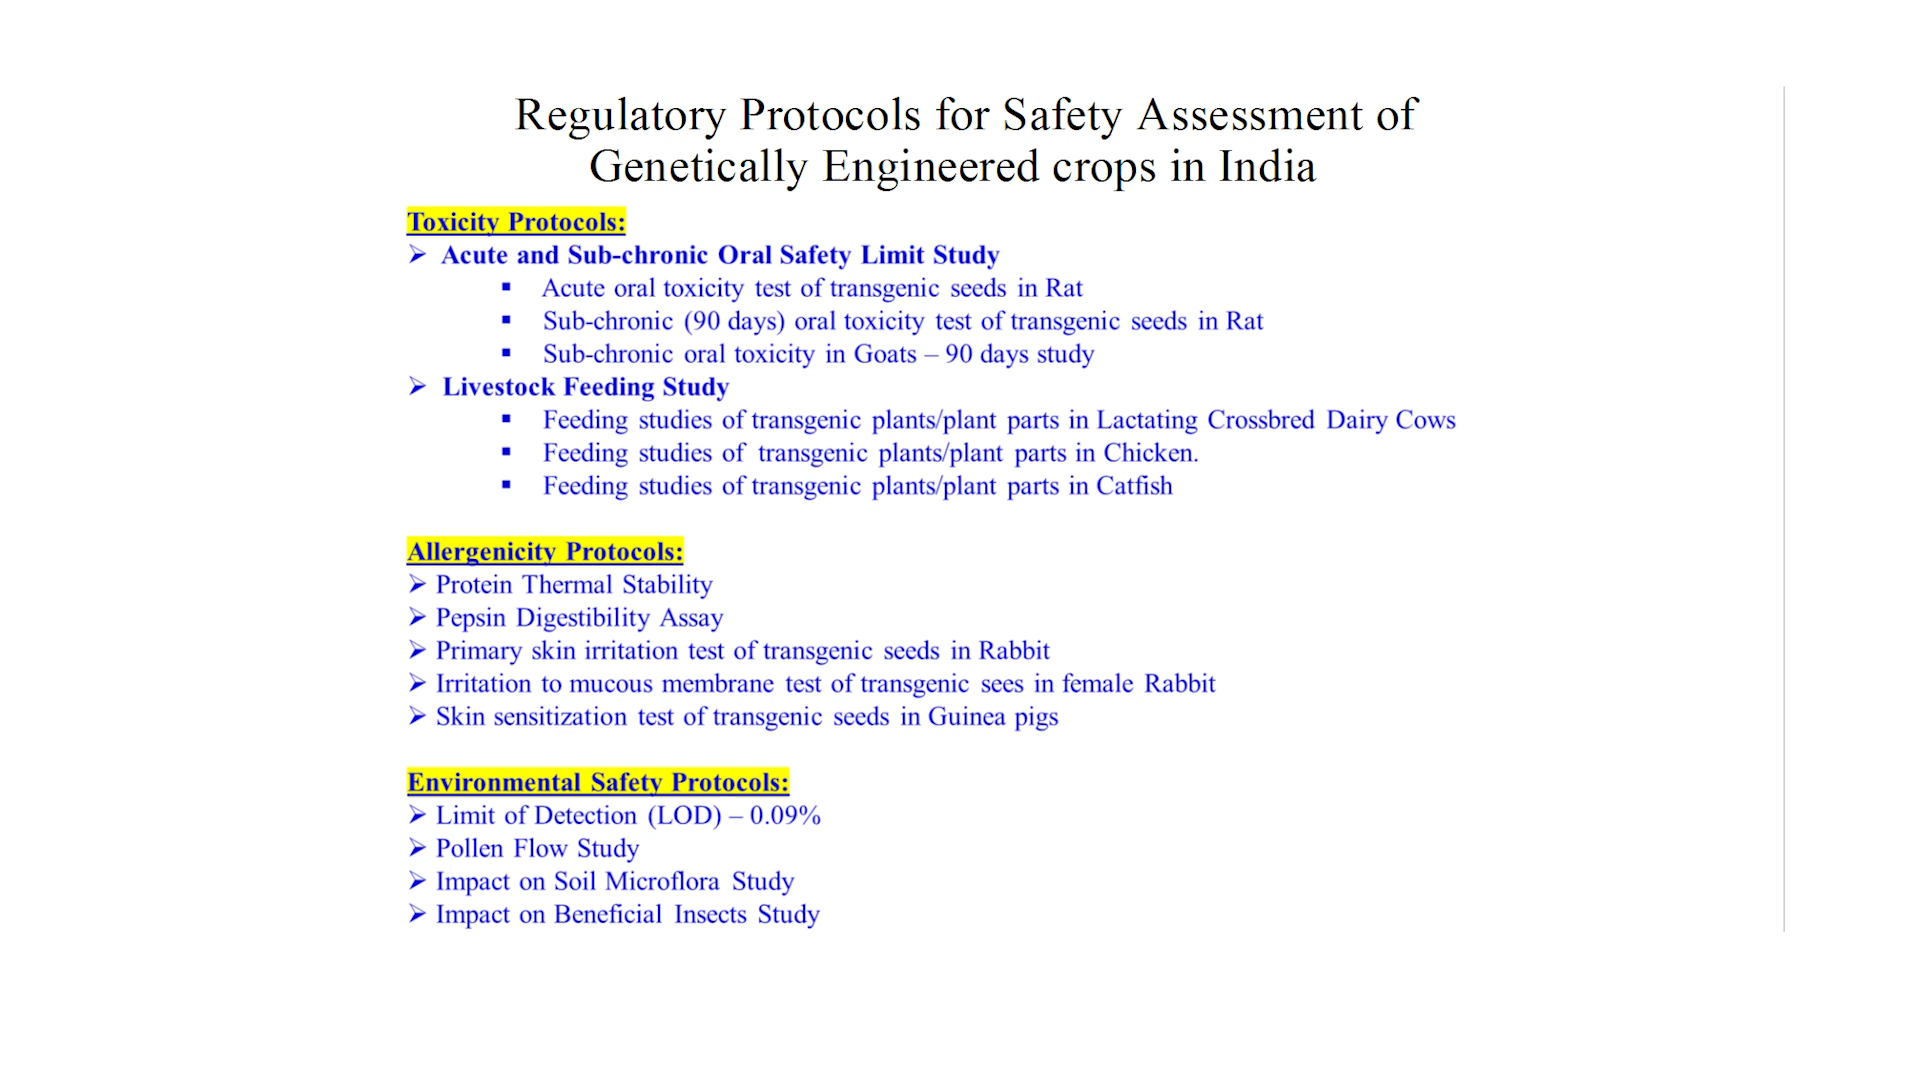 Regulatory Protocols for Safety Assessment of
Genetically Engineered crops in India
Toxicity Protocols:
➢ Acute and Sub-chronic Oral Safety Limit Study
▪ Acute oral toxicity test of transgenic seeds in Rat
▪ Sub-chronic (90 days) oral toxicity test of transgenic seeds in Rat
▪ Sub-chronic oral toxicity in Goats – 90 days study
➢ Livestock Feeding Study
▪ Feeding studies of transgenic plants/plant parts in Lactating Crossbred Dairy Cows
▪ Feeding studies of transgenic plants/plant parts in Chicken.
▪ Feeding studies of transgenic plants/plant parts in Catfish
Allergenicity Protocols:
➢ Protein Thermal Stability
➢ Pepsin Digestibility Assay
➢ Primary skin irritation test of transgenic seeds in Rabbit
➢ Irritation to mucous membrane test of transgenic sees in female Rabbit
➢ Skin sensitization test of transgenic seeds in Guinea pigs
Environmental Safety Protocols:
➢ Limit of Detection (LOD) – 0.09%
➢ Pollen Flow Study
➢ Impact on Soil Microflora Study
➢ Impact on Beneficial Insects Study